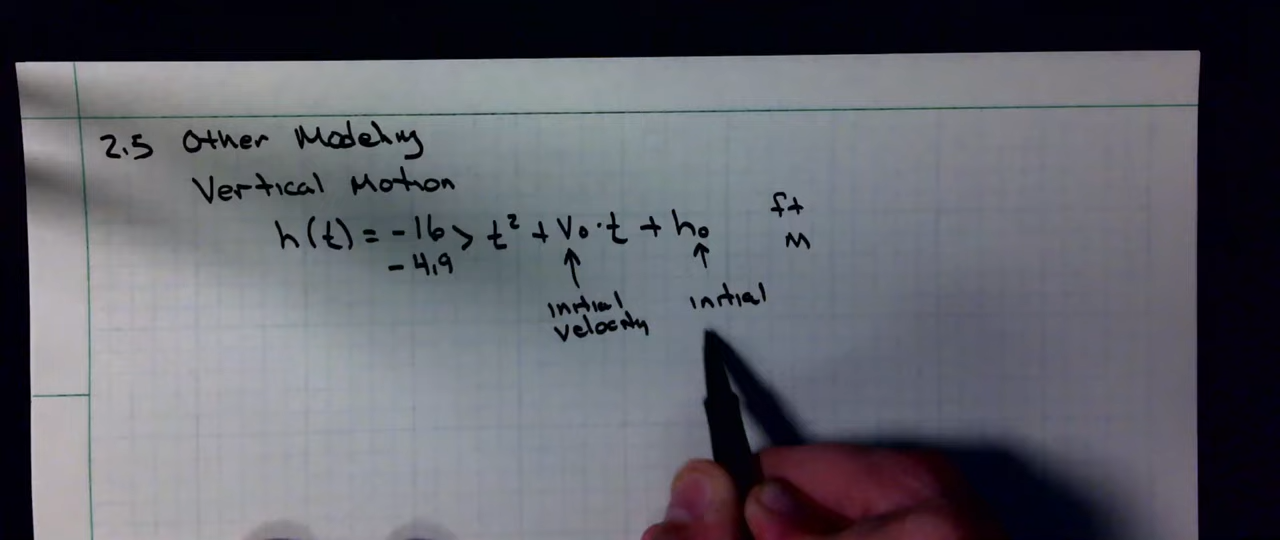 2.5 Other Modeling
Vertical Motion
h(t) = -16 > t² + v₀·t + h₀ ft
-4.9 M
↑ ↑
initial initial
velocity